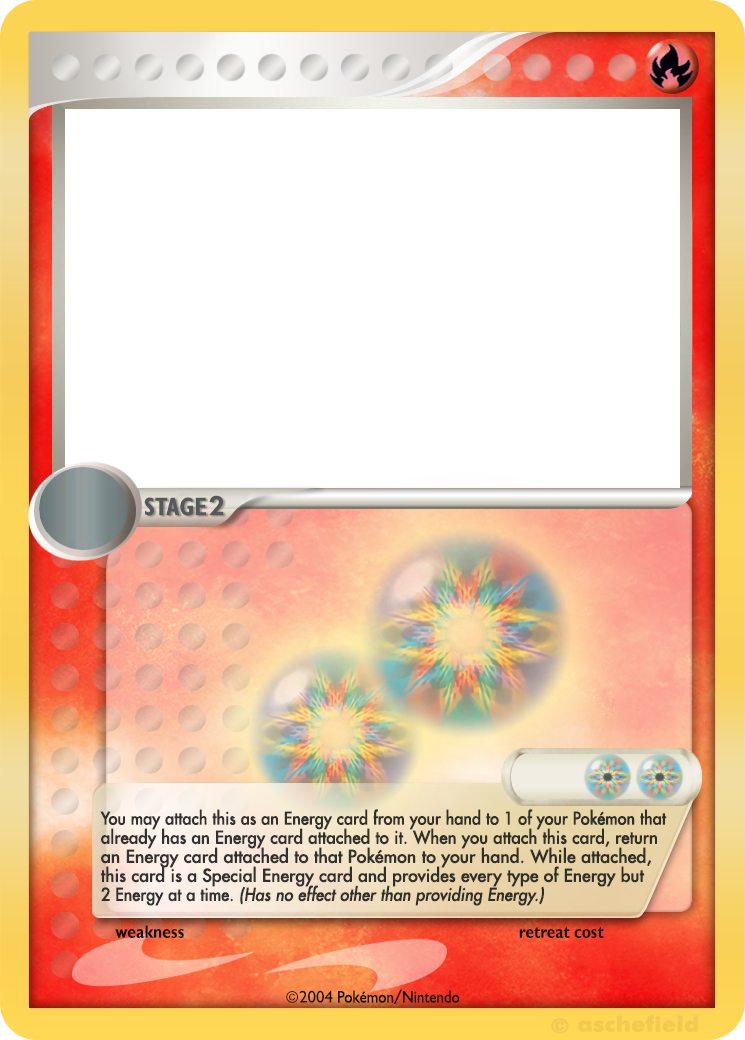 STAGE2
You may attach this as an Energy card from your hand to 1 of your Pokémon that
already has an Energy card attached to it. When you attach this card, return
an Energy card attached to that Pokémon to your hand. While attached,
this card is a Special Energy card and provides every type of Energy but
2 Energy at a time. (Has no effect other than providing Energy.)
weakness retreat cost
©2004 Pokémon/Nintendo
© aschefield